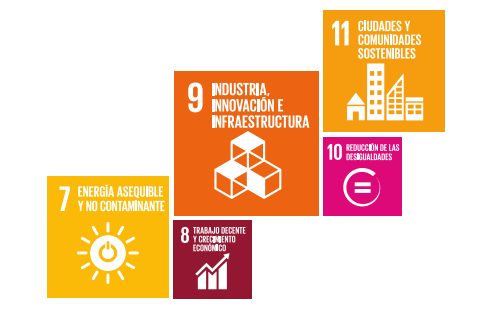 11 CIUDADES Y
COMUNIDADES
SOSTENIBLES
9 INDUSTRIA,
INNOVACIÓN E
INFRAESTRUCTURA
10 REDUCCIÓN DE LAS
DESIGUALDADES
7 ENERGÍA ASEQUIBLE
Y NO CONTAMINANTE
8 TRABAJO DECENTE
Y CRECIMIENTO
ECONÓMICO